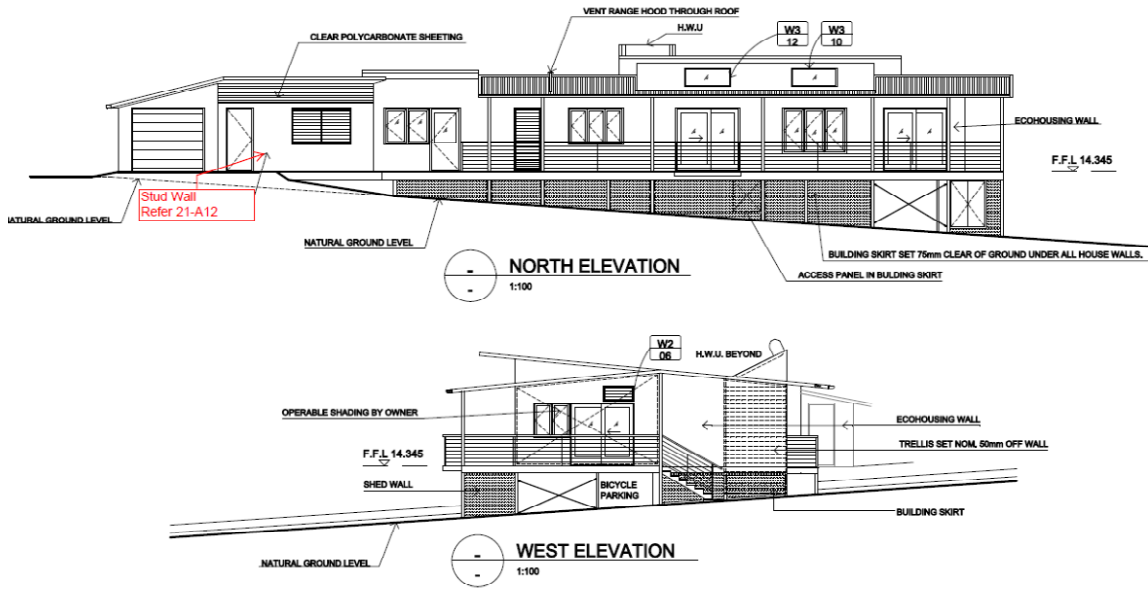 VENT RANGE HOOD THROUGH ROOF
H.W.U
W3
12
W3
10
CLEAR POLYCARBONATE SHEETING
ECOHOUSING WALL
F.F.L 14.345
Stud Wall
Refer 21-A12
NATURAL GROUND LEVEL
NATURAL GROUND LEVEL
BUILDING SKIRT SET 75mm CLEAR OF GROUND UNDER ALL HOUSE WALLS.
ACCESS PANEL IN BULDING SKIRT
-
-
NORTH ELEVATION
1:100
W2
06
H.W.U. BEYOND
OPERABLE SHADING BY OWNER
ECOHOUSING WALL
TRELLIS SET NOM. 50mm OFF WALL
F.F.L 14.345
SHED WALL
BICYCLE
PARKING
BUILDING SKIRT
NATURAL GROUND LEVEL
-
-
WEST ELEVATION
1:100